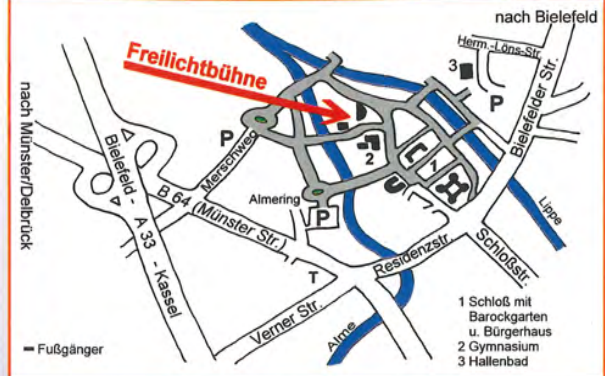 nach Bielefeld
Herm.-Löns-Str.
3
Freilichtbühne
P
Bielefelder Str.
nach Münster/Delbrück
P
Merschweg
2
1
Bielefeld - A 33 - Kassel
B 64 (Münster Str.)
Almering
P
Lippe
Residenzstr.
Schloßstr.
T
Verner Str.
Alme
1 Schloß mit
Barockgarten
u. Bürgerhaus
2 Gymnasium
3 Hallenbad
Fußgänger